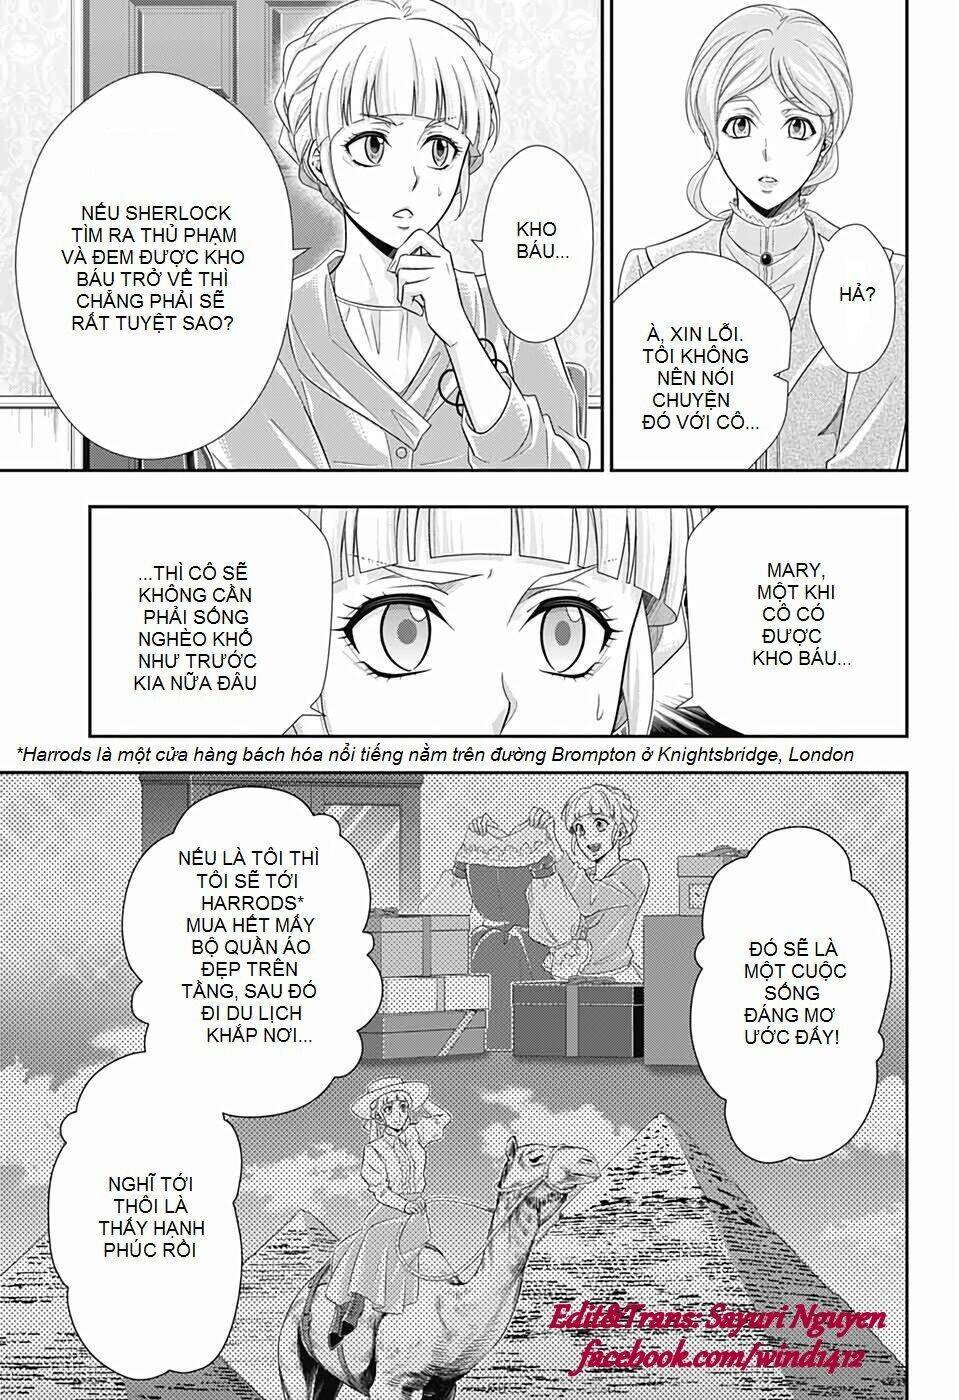 HẢ?
À, XIN LỖI.
TÔI KHÔNG
NÊN NÓI
CHUYỆN
ĐÓ VỚI CÔ...
KHO
BÁU...
NẾU SHERLOCK
TÌM RA THỦ PHẠM
VÀ ĐEM ĐƯỢC KHO
BÁU TRỞ VỀ THÌ
CHẲNG PHẢI SẼ
RẤT TUYỆT SAO?
MARY,
MỘT KHI
CÔ CÓ
ĐƯỢC
KHO BÁU...
...THÌ CÔ SẼ
KHÔNG CẦN
PHẢI SỐNG
NGHÈO KHỔ
NHƯ TRƯỚC
KIA NỮA ĐÂU
*Harrods là một cửa hàng bách hóa nổi tiếng nằm trên đường Brompton ở Knightsbridge, London
ĐÓ SẼ LÀ
MỘT CUỘC
SỐNG
ĐÁNG MƠ
ƯỚC ĐẤY!
NẾU LÀ TÔI THÌ
TÔI SẼ TỚI
HARRODS*
MUA HẾT MẤY
BỘ QUẦN ÁO
ĐẸP TRÊN
TẦNG, SAU ĐÓ
ĐI DU LỊCH
KHẮP NƠI...
NGHĨ TỚI
THÔI LÀ
THẤY HẠNH
PHÚC RỒI
Edit&Trans: Sayuri Nguyen
facebook.com/wind1412